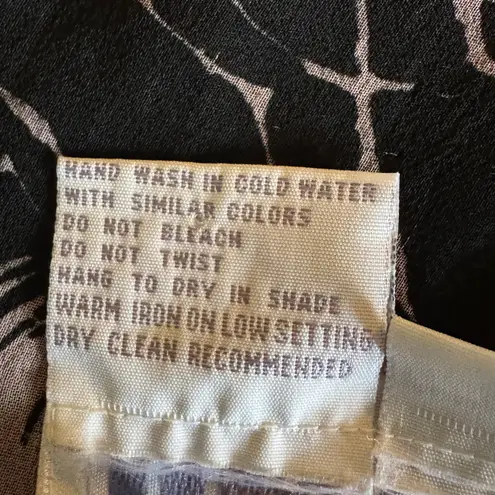 HAND WASH IN COLD WATER
WITH SIMILAR COLORS
DO NOT BLEACH
DO NOT TWIST
HANG TO DRY IN SHADE
WARM IRON ON LOW SETTING
DRY CLEAN RECOMMENDED